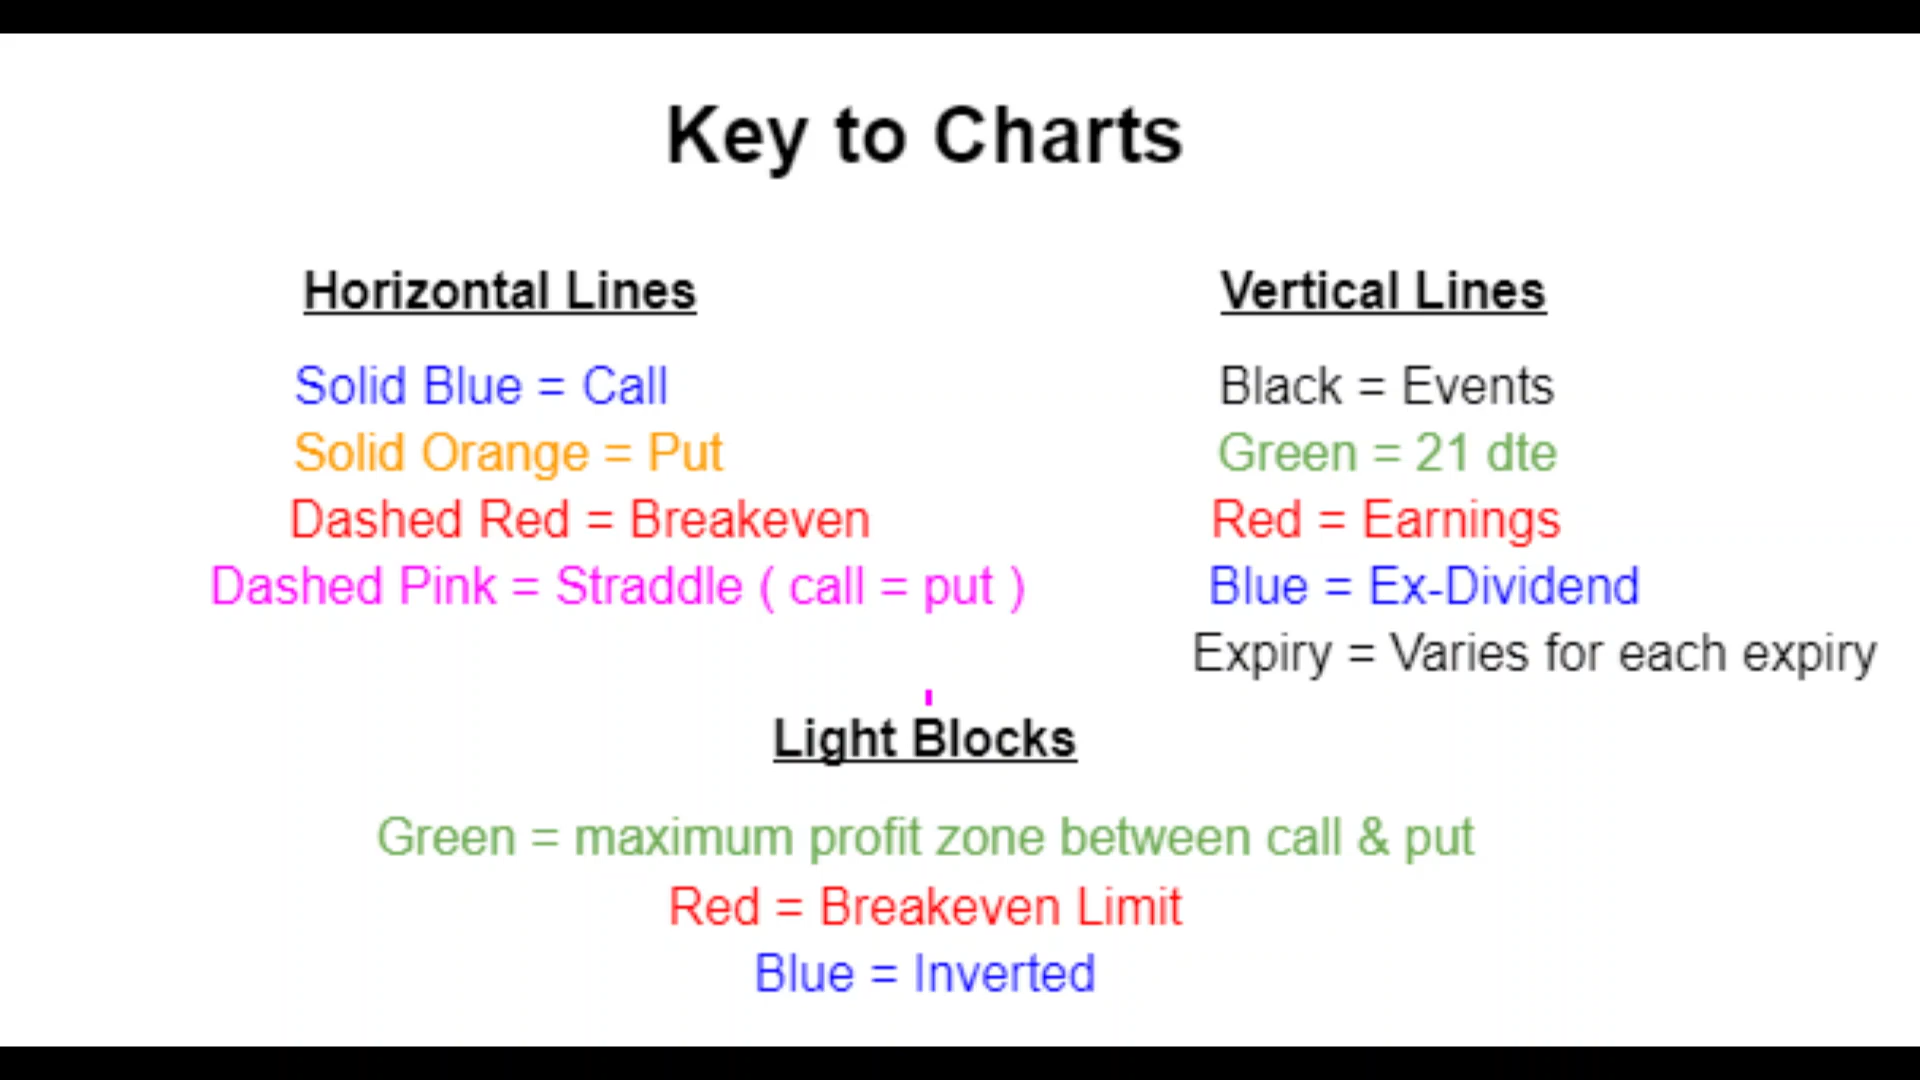 Key to Charts
Horizontal Lines
Solid Blue = Call
Solid Orange = Put
Dashed Red = Breakeven
Dashed Pink = Straddle ( call = put )
Vertical Lines
Black = Events
Green = 21 dte
Red = Earnings
Blue = Ex-Dividend
Expiry = Varies for each expiry
Light Blocks
Green = maximum profit zone between call & put
Red = Breakeven Limit
Blue = Inverted